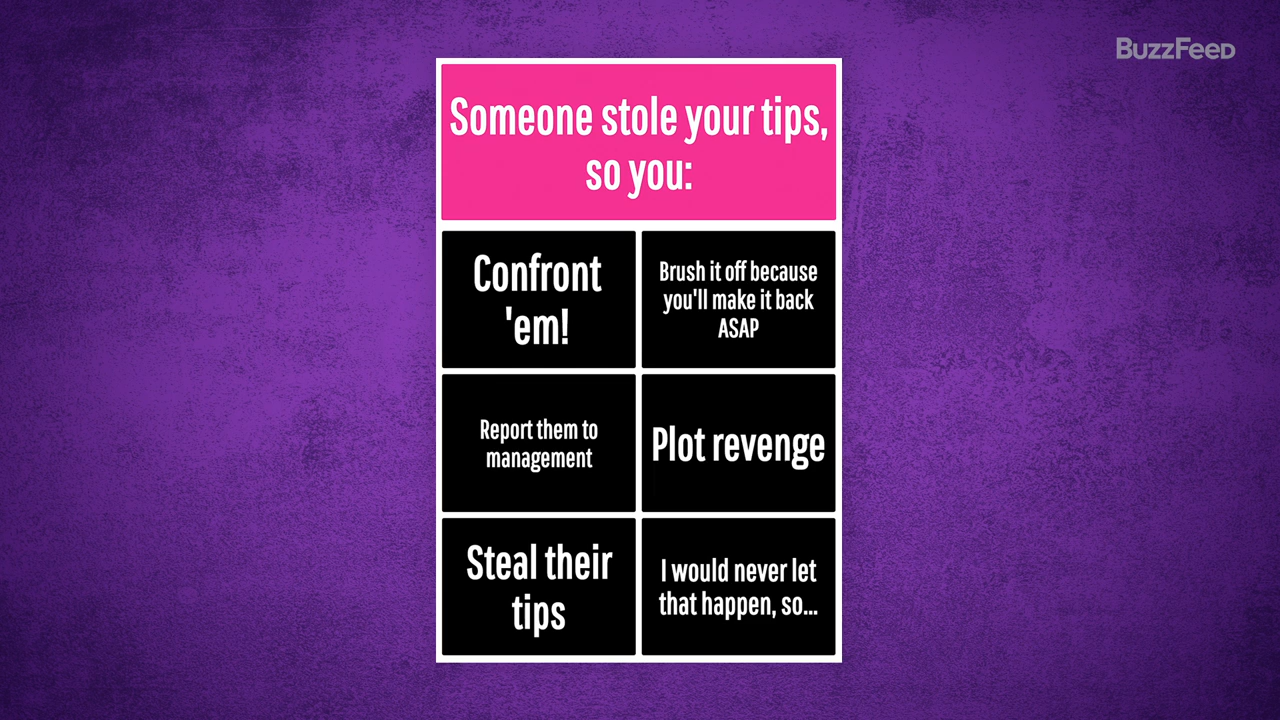 BuzzFeed
Someone stole your tips,
so you:
Confront
'em!
Brush it off because
you'll make it back
ASAP
Report them to
management
Plot revenge
Steal their
tips
I would never let
that happen, so...